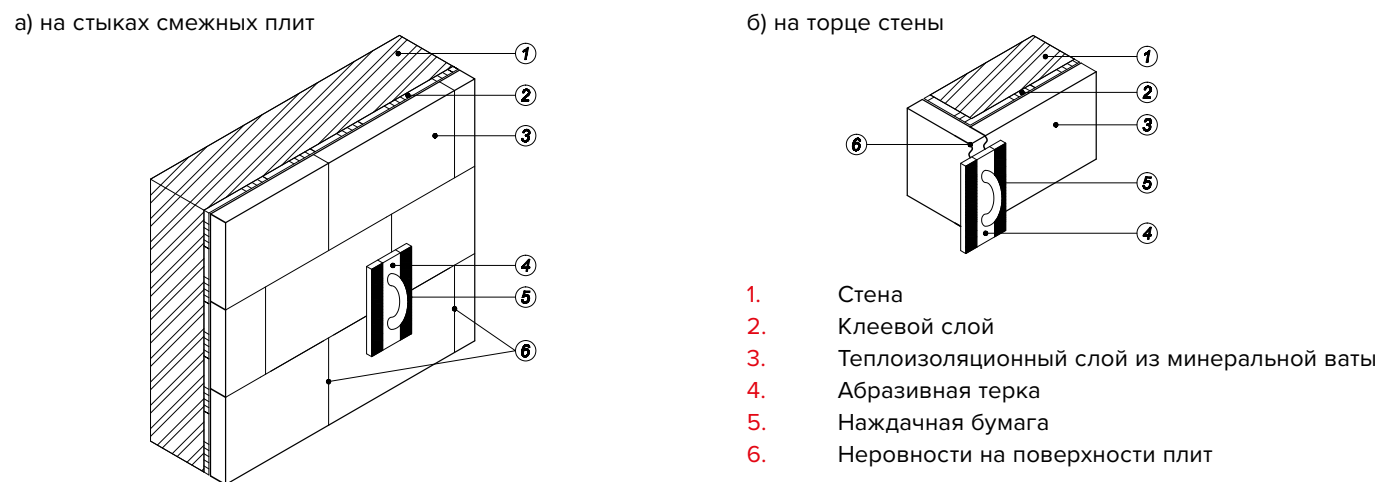 а) на стыках смежных плит
1
2
3
4
5
6
б) на торце стены
1
2
3
6
5
4
1. Стена
2. Клеевой слой
3. Теплоизоляционный слой из минеральной ваты
4. Абразивная терка
5. Наждачная бумага
6. Неровности на поверхности плит